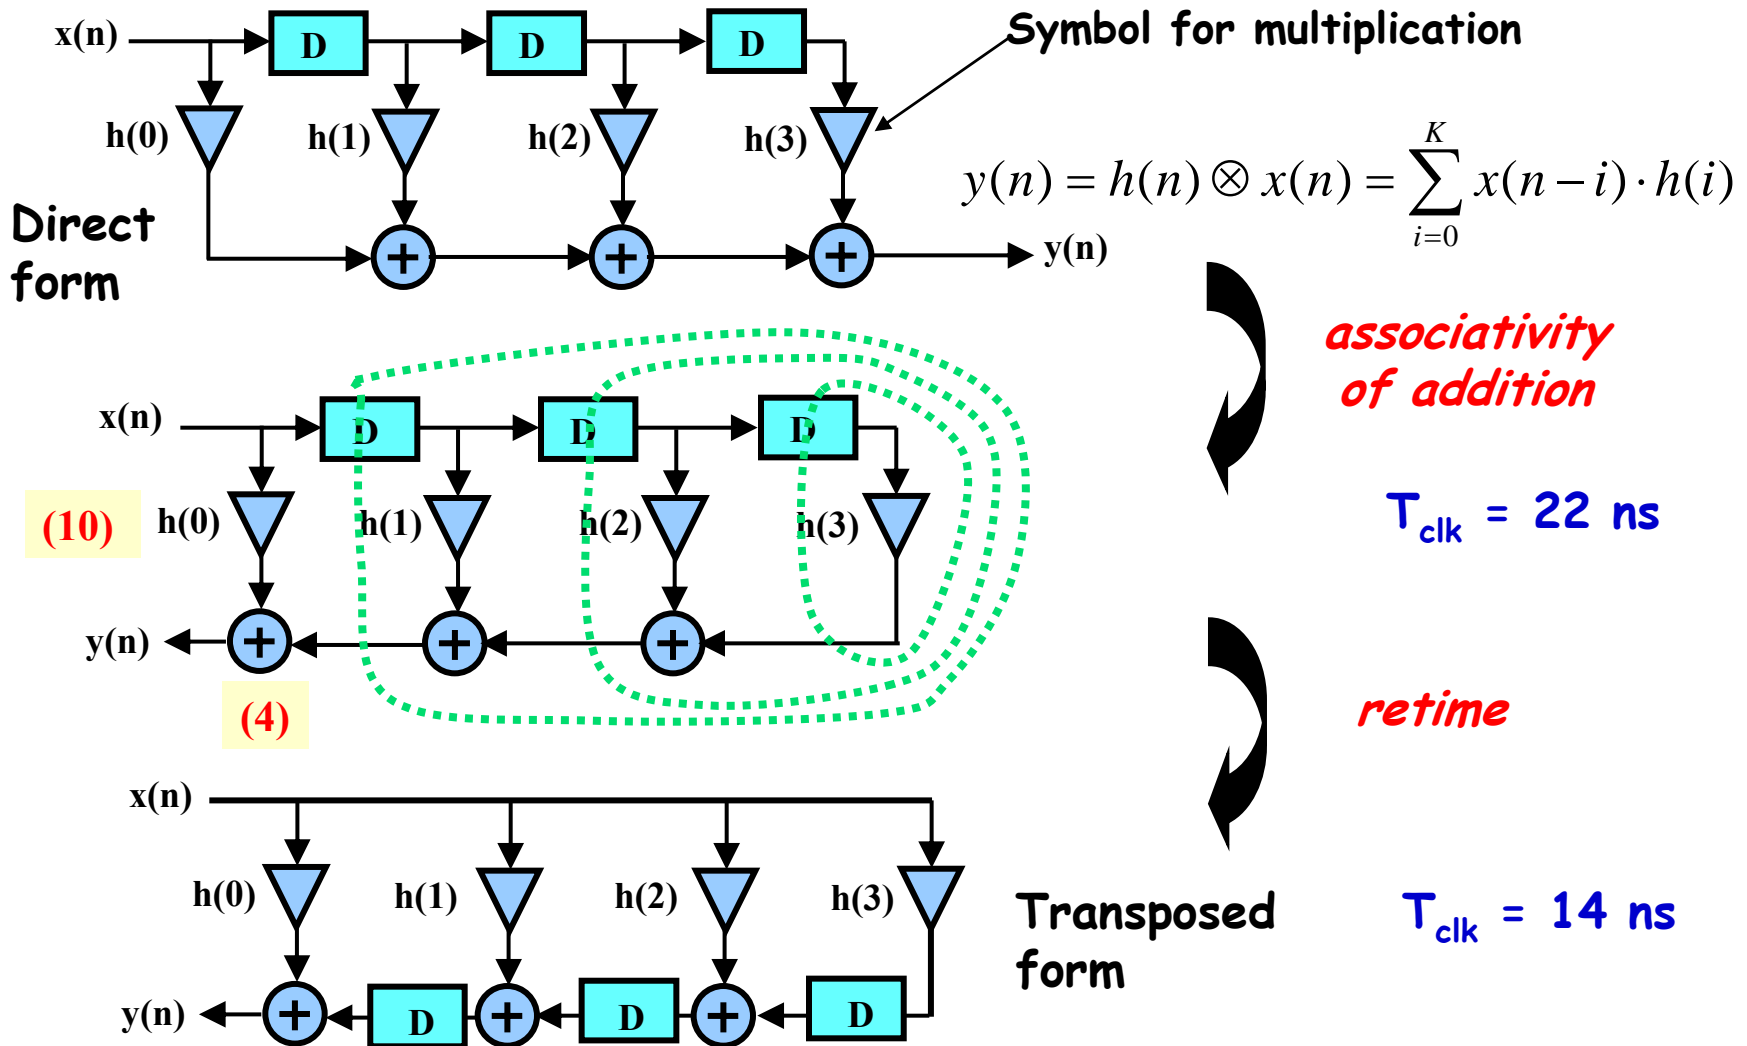 x(n) D D D Symbol for multiplication
h(0) h(1) h(2) h(3)
y(n) = h(n) ⊗ x(n) = \sum_{i=0}^{K} x(n − i) · h(i)
Direct
form
+ + + y(n)
associativity
of addition
x(n) D D D
(10) h(0) h(1) h(2) h(3)
T_clk = 22 ns
y(n) + + +
(4)
retime
x(n)
h(0) h(1) h(2) h(3)
Transposed
form
T_clk = 14 ns
y(n) + D + D + D